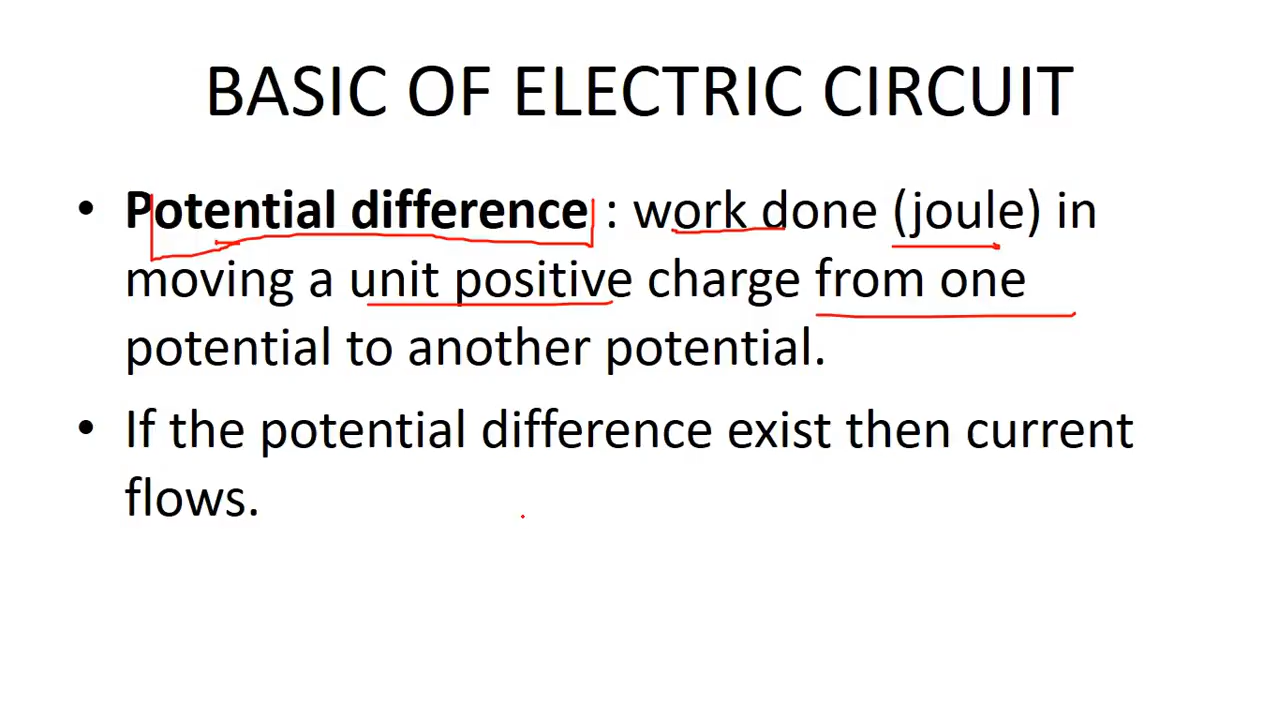 BASIC OF ELECTRIC CIRCUIT
• Potential difference : work done (joule) in
moving a unit positive charge from one
potential to another potential.
• If the potential difference exist then current
flows.